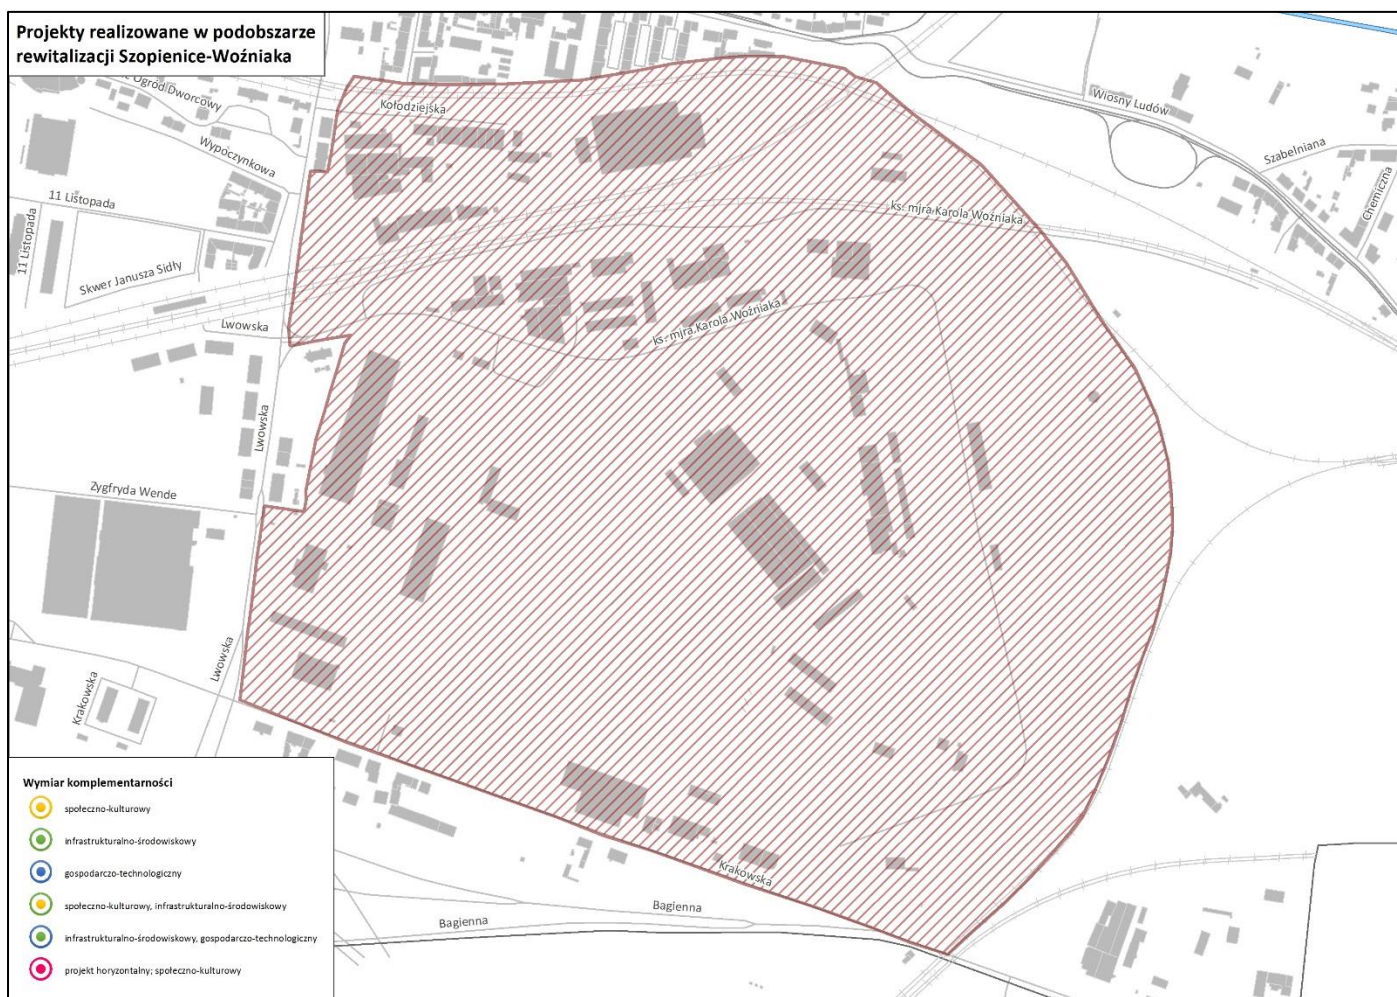 Projekty realizowane w podobszarze
rewitalizacji Szopienice-Woźniaka
Ogród Dworcowy
Wypoczynkowa
11 Listopada
11 Listopada
Skwer Janusza Sidły
Kołodziejska
Wiosny Ludów
Szabelniana
Chemiczna
ks. mjra Karola Woźniaka
ks. mjra Karola Woźniaka
Lwowska
Lwowska
Zygfryda Wende
Lwowska
Krakowska
Krakowska
Bagienna
Bagienna
Wymiar komplementarności
społeczno-kulturowy
infrastrukturalno-środowiskowy
gospodarczo-technologiczny
społeczno-kulturowy, infrastrukturalno-środowiskowy
infrastrukturalno-środowiskowy, gospodarczo-technologiczny
projekt horyzontalny; społeczno-kulturowy